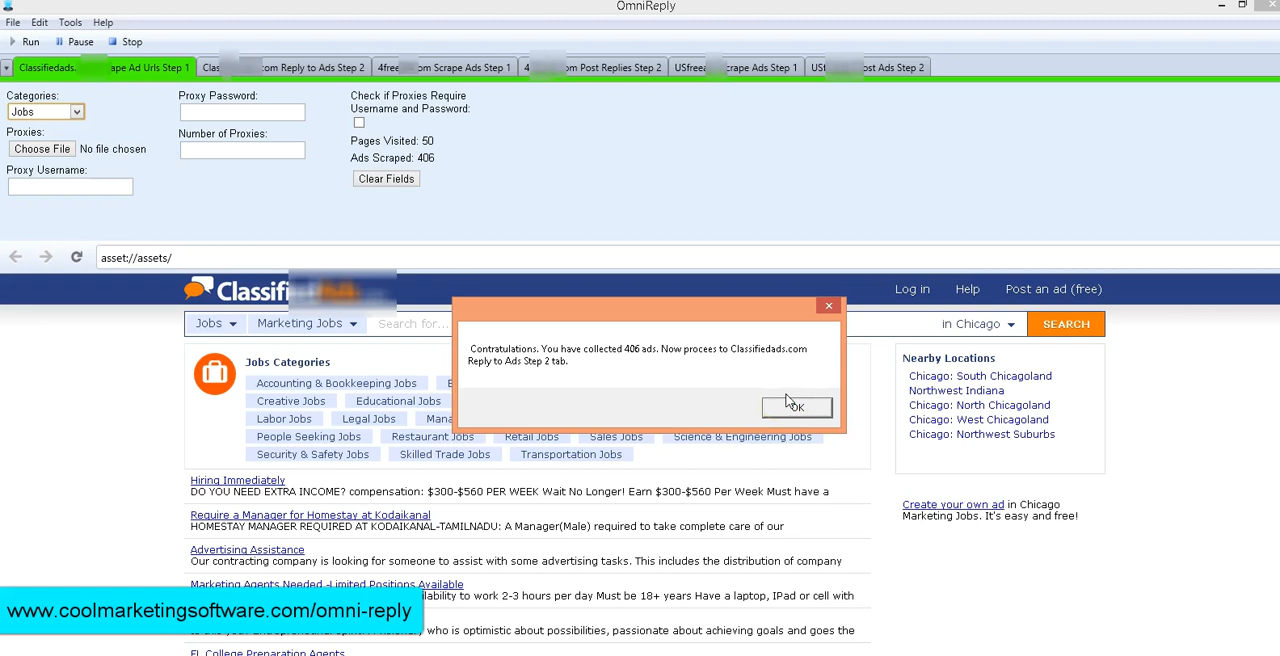 OmniReply
File Edit Tools Help
Run Pause Stop
Classifiedads. ape Ad Urls Step 1 Clas om Reply to Ads Step 2 4free om Scrape Ads Step 1 4 om Post Replies Step 2 USfreea crape Ads Step 1 USf ost Ads Step 2
Categories: Proxy Password: Check if Proxies Require
Username and Password:
Jobs
Proxies: Number of Proxies:
Choose File No file chosen
Pages Visited: 50
Ads Scraped: 406
Proxy Username:
Clear Fields
asset://assets/
Classifi
Log in Help Post an ad (free)
Jobs Marketing Jobs Search for... in Chicago SEARCH
Jobs Categories
Accounting & Bookkeeping Jobs
Creative Jobs Educational Jobs
Labor Jobs Legal Jobs Mana
People Seeking Jobs Restaurant Jobs Retail Jobs Sales Jobs Science & Engineering Jobs
Security & Safety Jobs Skilled Trade Jobs Transportation Jobs
Contratulations. You have collected 406 ads. Now procees to Classifiedads.com
Reply to Ads Step 2 tab.
OK
Nearby Locations
Chicago: South Chicagoland
Northwest Indiana
Chicago: North Chicagoland
Chicago: West Chicagoland
Chicago: Northwest Suburbs
Create your own ad in Chicago
Marketing Jobs. It's easy and free!
Hiring Immediately
DO YOU NEED EXTRA INCOME? compensation: $300-$560 PER WEEK Wait No Longer! Earn $300-$560 Per Week Must have a
Require a Manager for Homestay at Kodaikanal
HOMESTAY MANAGER REQUIRED AT KODAIKANAL-TAMILNADU: A Manager(Male) required to take complete care of our
Advertising Assistance
Our contracting company is looking for someone to assist with some advertising tasks. This includes the distribution of company
Marketing Agents Needed -Limited Positions Available
ilability to work 2-3 hours per day Must be 18+ years Have a laptop, IPad or cell with
who is optimistic about possibilities, passionate about achieving goals and goes the
FL College Preparation Agents
www.coolmarketingsoftware.com/omni-reply